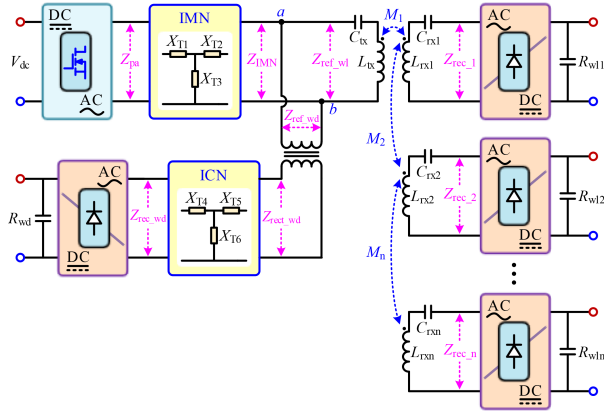 DC
V_dc
AC
Z_pa
IMN
X_T1 X_T2
X_T3
Z_IMN
a
Z_ref_wl
b
C_tx
L_tx
M_1
C_rx1
L_rx1
Z_rec_1
AC
DC
R_wl1
Z_ref_wd
M_2
C_rx2
L_rx2
Z_rec_2
AC
DC
R_wl2
R_wd
AC
DC
Z_rec_wd
ICN
X_T4 X_T5
X_T6
Z_rect_wd
M_n
C_rxn
L_rxn
Z_rec_n
AC
DC
R_wln